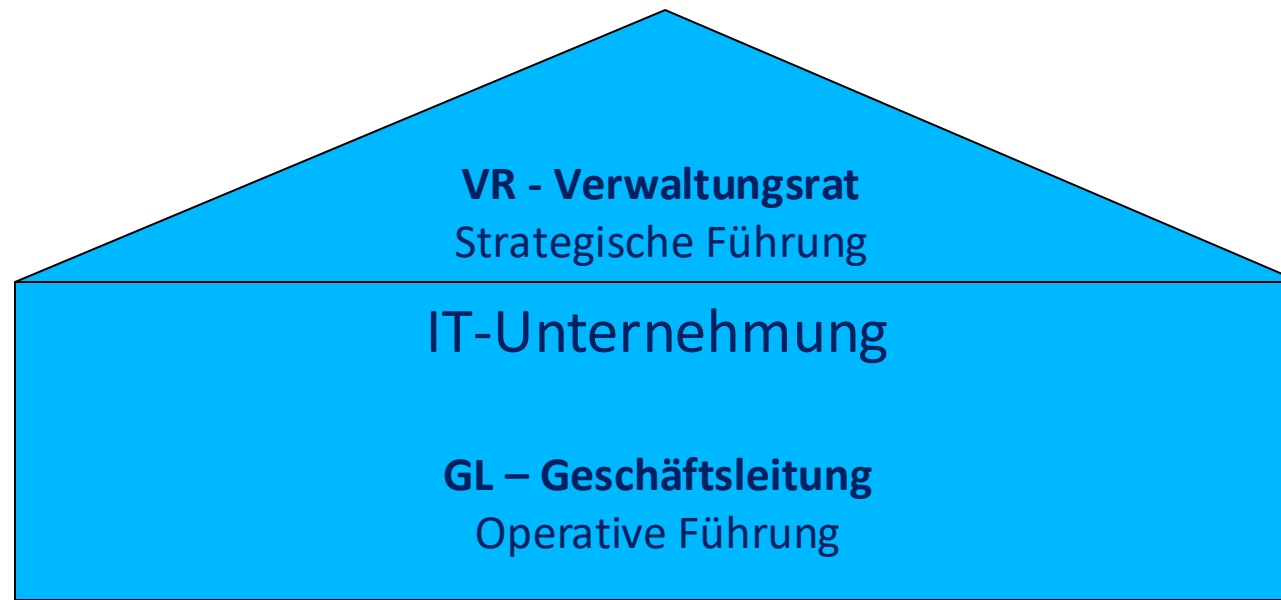 VR - Verwaltungsrat
Strategische Führung
IT-Unternehmung
GL – Geschäftsleitung
Operative Führung